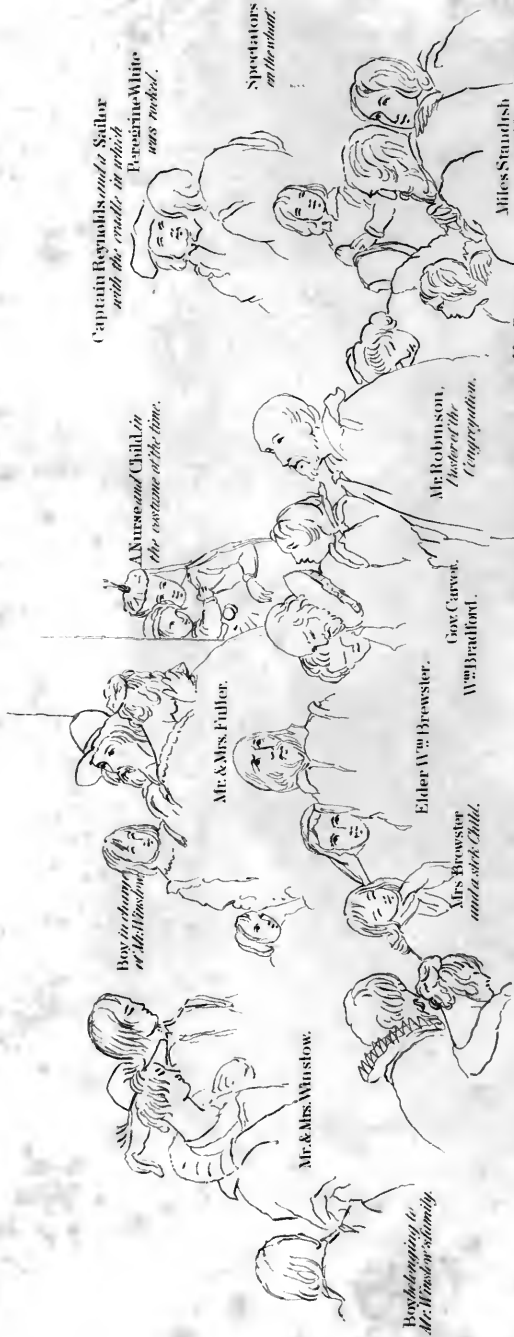 Captain Reynolds and a Sailor
with the cradle in which
Peregrine White
was rocked.
Spectators
on the wharf.
A Nurse and Child in
the costume of the time.
Boy in charge
of Mr. Winslow
Mr. & Mrs. Fuller.
Mr. & Mrs. Winslow.
Mr. Robinson,
Pastor of the
Congregation.
Miles Standish
Gov. Carver.
Wm. Bradford.
Elder Wm. Brewster.
Mrs Brewster
and a sick Child.
Boy belonging to
Mr. Winslow's family.